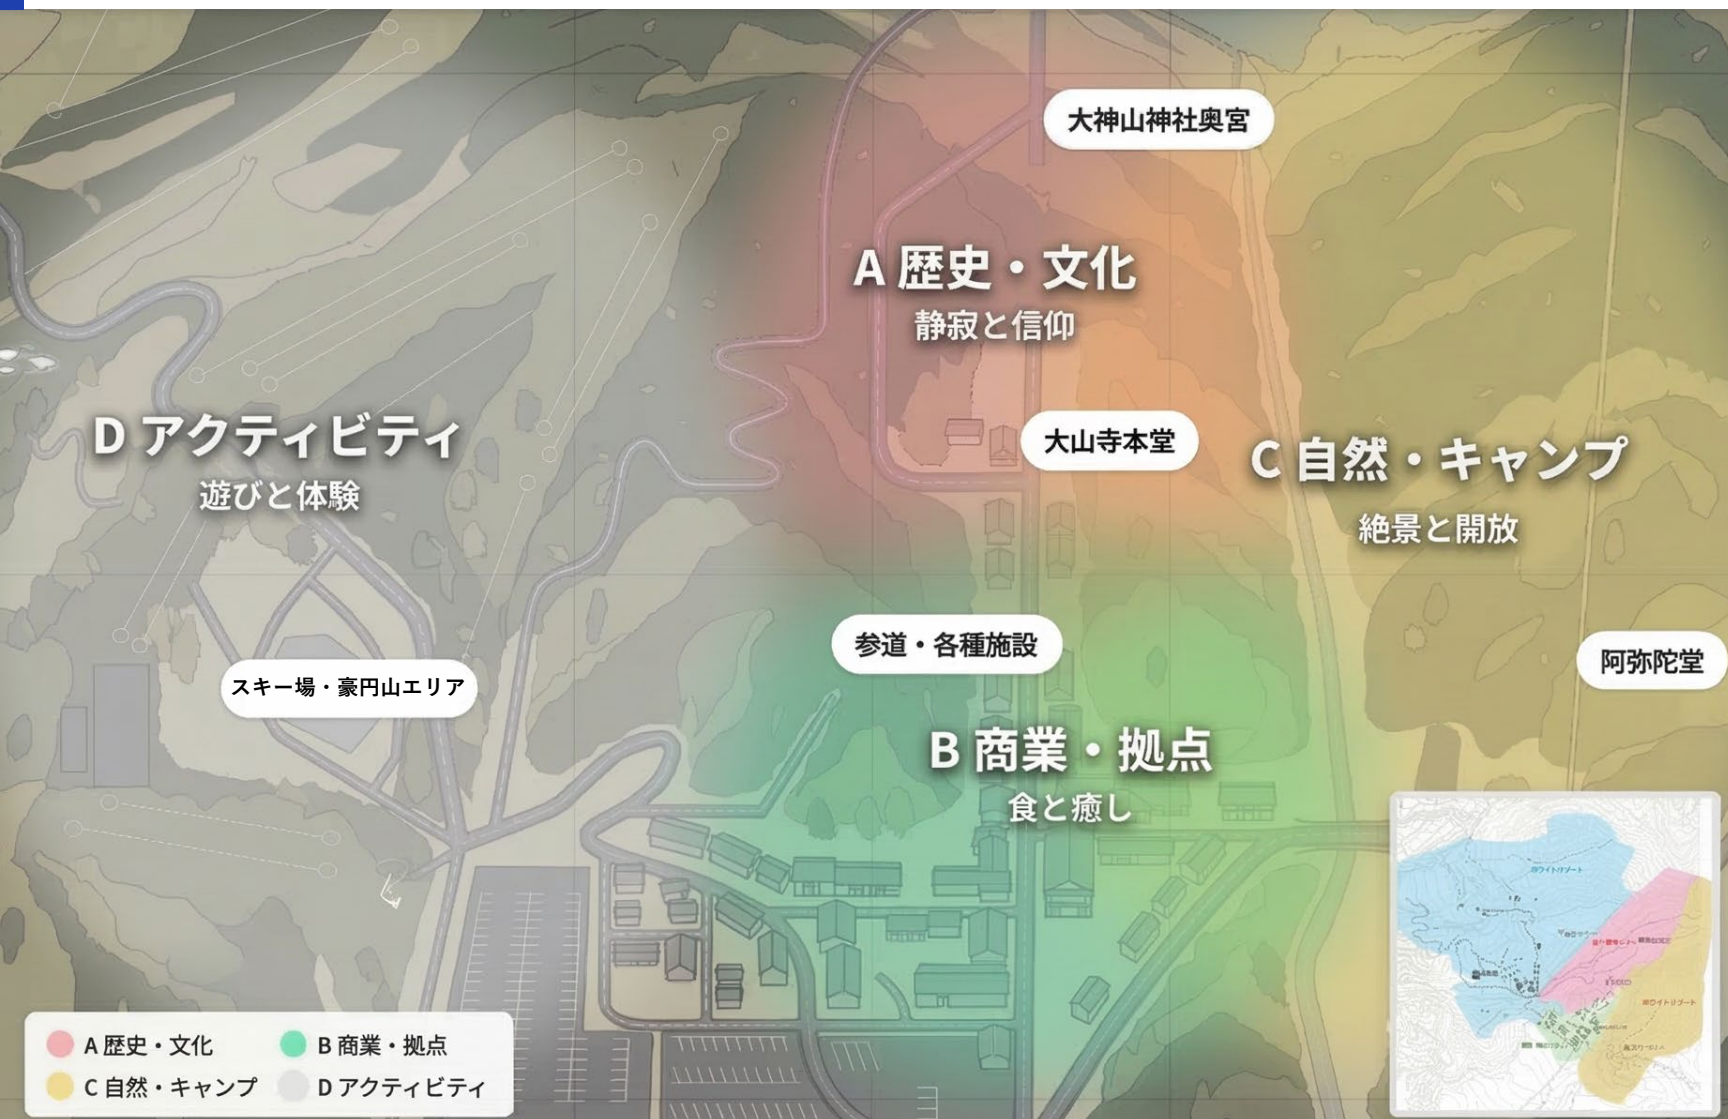 大神山神社奥宮
A 歴史・文化
静寂と信仰
大山寺本堂
D アクティビティ
遊びと体験
C 自然・キャンプ
絶景と開放
参道・各種施設
阿弥陀堂
スキー場・豪円山エリア
B 商業・拠点
食と癒し
A 歴史・文化
B 商業・拠点
C 自然・キャンプ
D アクティビティ